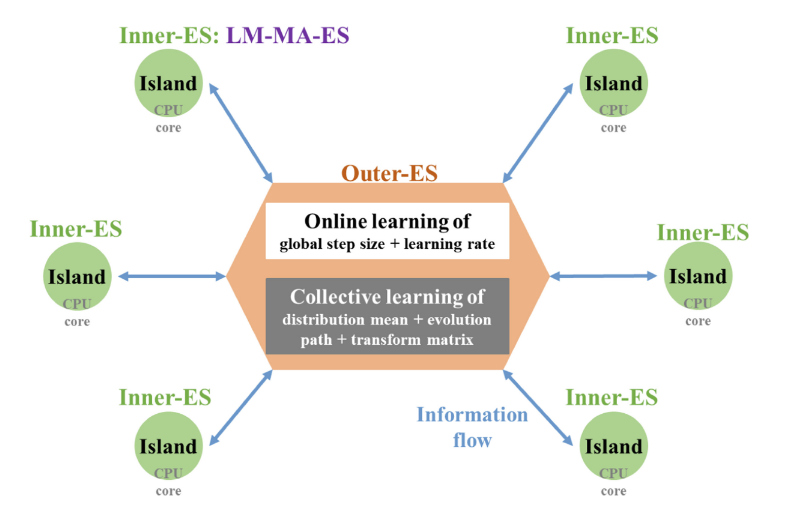 Inner-ES: LM-MA-ES
Island
CPU
core
Inner-ES
Island
CPU
core
Outer-ES
Online learning of
global step size + learning rate
Collective learning of
distribution mean + evolution
path + transform matrix
Inner-ES
Island
CPU
core
Inner-ES
Island
CPU
core
Inner-ES
Island
CPU
core
Information
flow
Inner-ES
Island
CPU
core